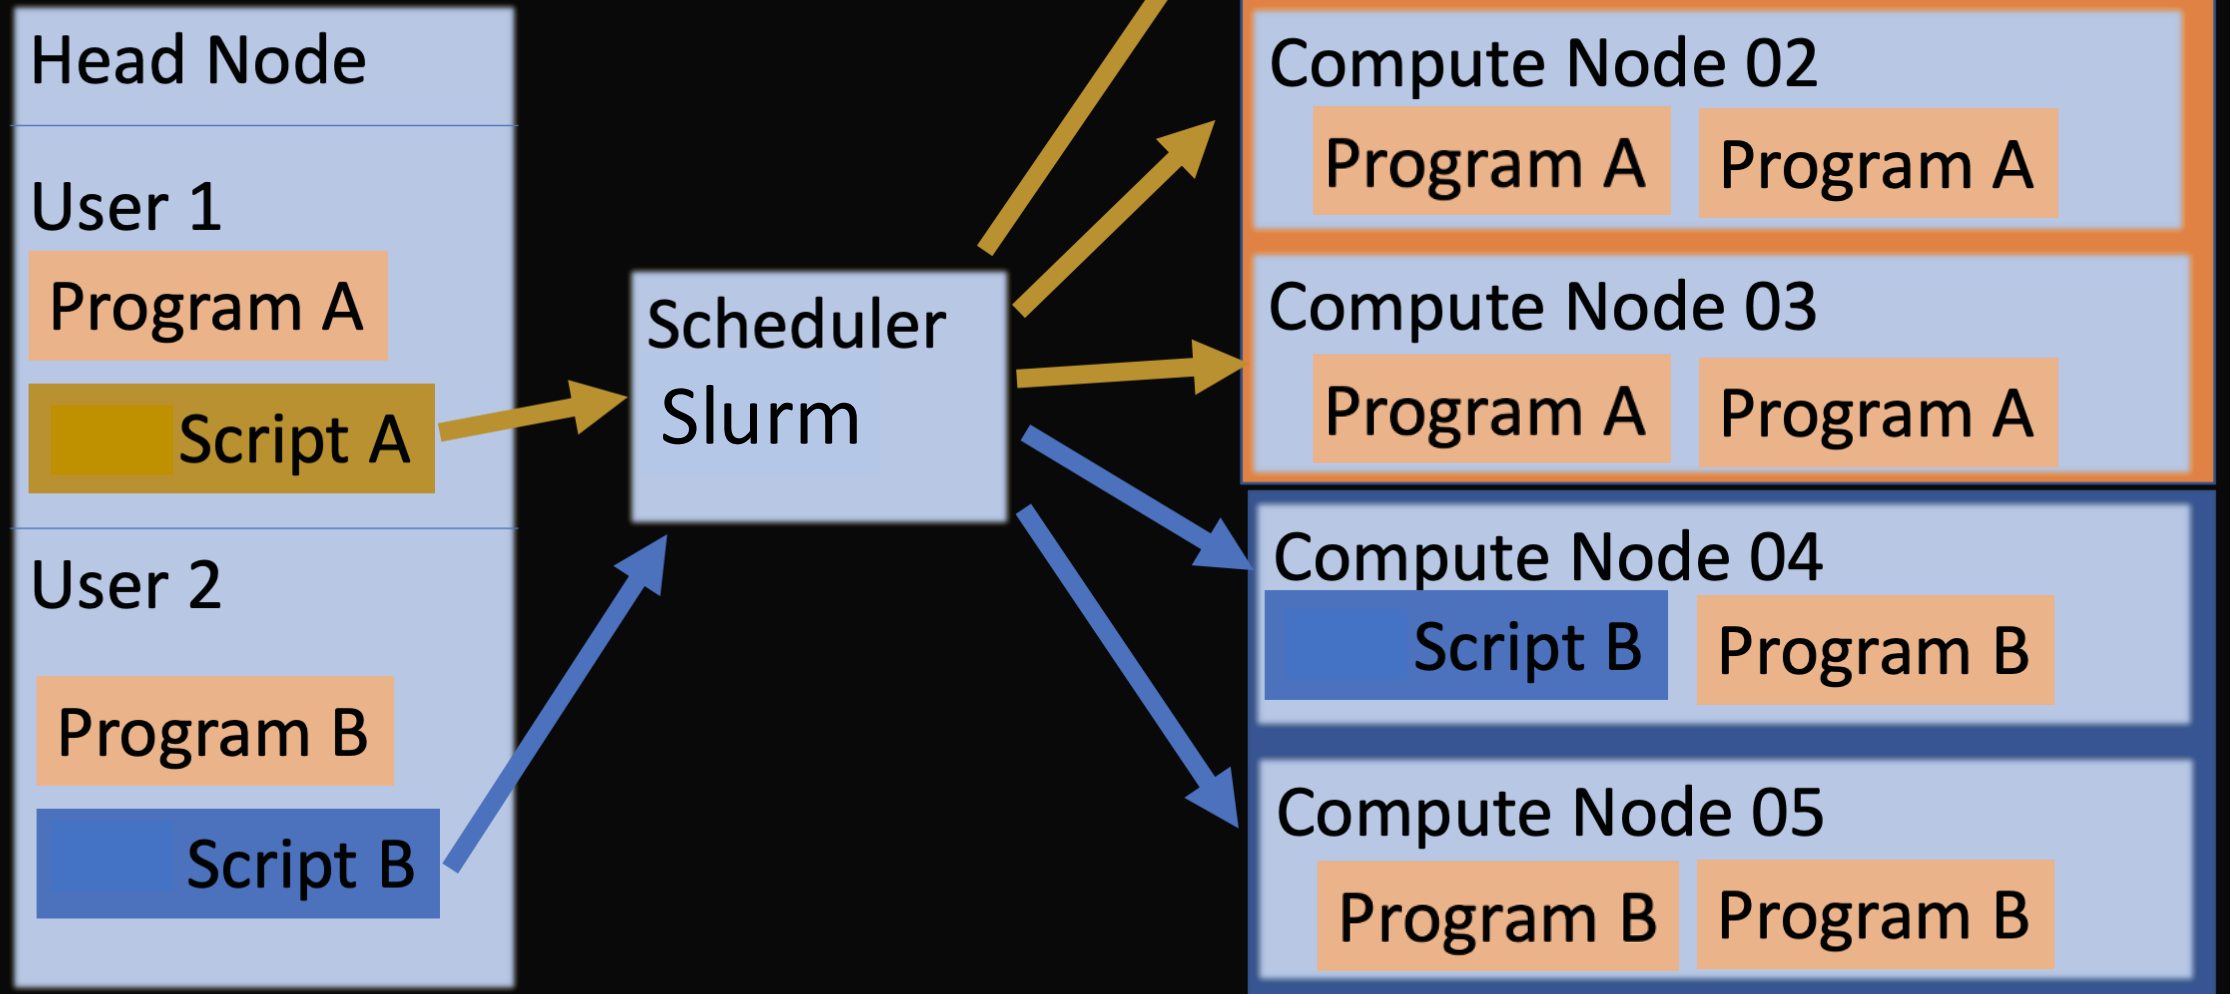 Head Node
User 1
Program A
Script A
User 2
Program B
Script B
Scheduler
Slurm
Compute Node 02
Program A Program A
Compute Node 03
Program A Program A
Compute Node 04
Script B Program B
Compute Node 05
Program B Program B